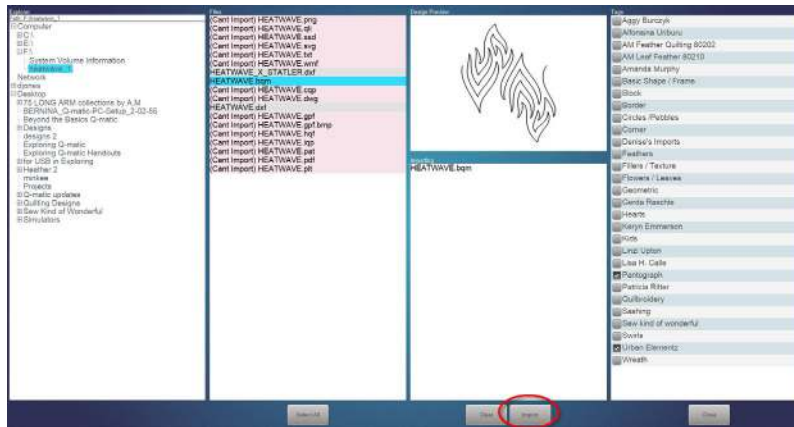 Explorer
Computer
C:\
E:\
F:\
System Volume Information
heatwave_1
Network
djones
Desktop
75 LONG ARM collections by A.M
BERNINA_Q-matic-PC-Setup_2-02-56
Beyond the Basics Q-matic
Designs
designs 2
Exploring Q-matic
Exploring Q-matic Handouts
for USB in Exploring
Heather 2
minkee
Projects
Q-matic updates
Quilting Designs
Sew Kind of Wonderful
Simulators
Files
(Cant Import) HEATWAVE.png
(Cant Import) HEATWAVE.qli
(Cant Import) HEATWAVE.ssd
(Cant Import) HEATWAVE.svg
(Cant Import) HEATWAVE.txt
(Cant Import) HEATWAVE.wmf
HEATWAVE_X_STATLER.dxf
HEATWAVE.bqm
(Cant Import) HEATWAVE.cqp
(Cant Import) HEATWAVE.dwg
HEATWAVE.dxf
(Cant Import) HEATWAVE.gpf
(Cant Import) HEATWAVE.gpf.bmp
(Cant Import) HEATWAVE.hqf
(Cant Import) HEATWAVE.iqp
(Cant Import) HEATWAVE.pat
(Cant Import) HEATWAVE.pdf
(Cant Import) HEATWAVE.plt
Select All
Design Preview
Importing
HEATWAVE.bqm
Clear
Import
Tags
Aggy Burczyk
Alfonsina Uriburu
AM Feather Quilting 80202
AM Leaf Feather 80210
Amanda Murphy
Basic Shape / Frame
Block
Border
Circles /Pebbles
Corner
Denise's Imports
Feathers
Fillers / Texture
Flowers / Leaves
Geometric
Gerda Raschle
Hearts
Karyn Emmerson
Kids
Linzi Upton
Lisa H. Calle
Pantograph
Patricia Ritter
Quiltbroidery
Sashing
Sew kind of wonderful
Swirls
Urban Elementz
Wreath
Close